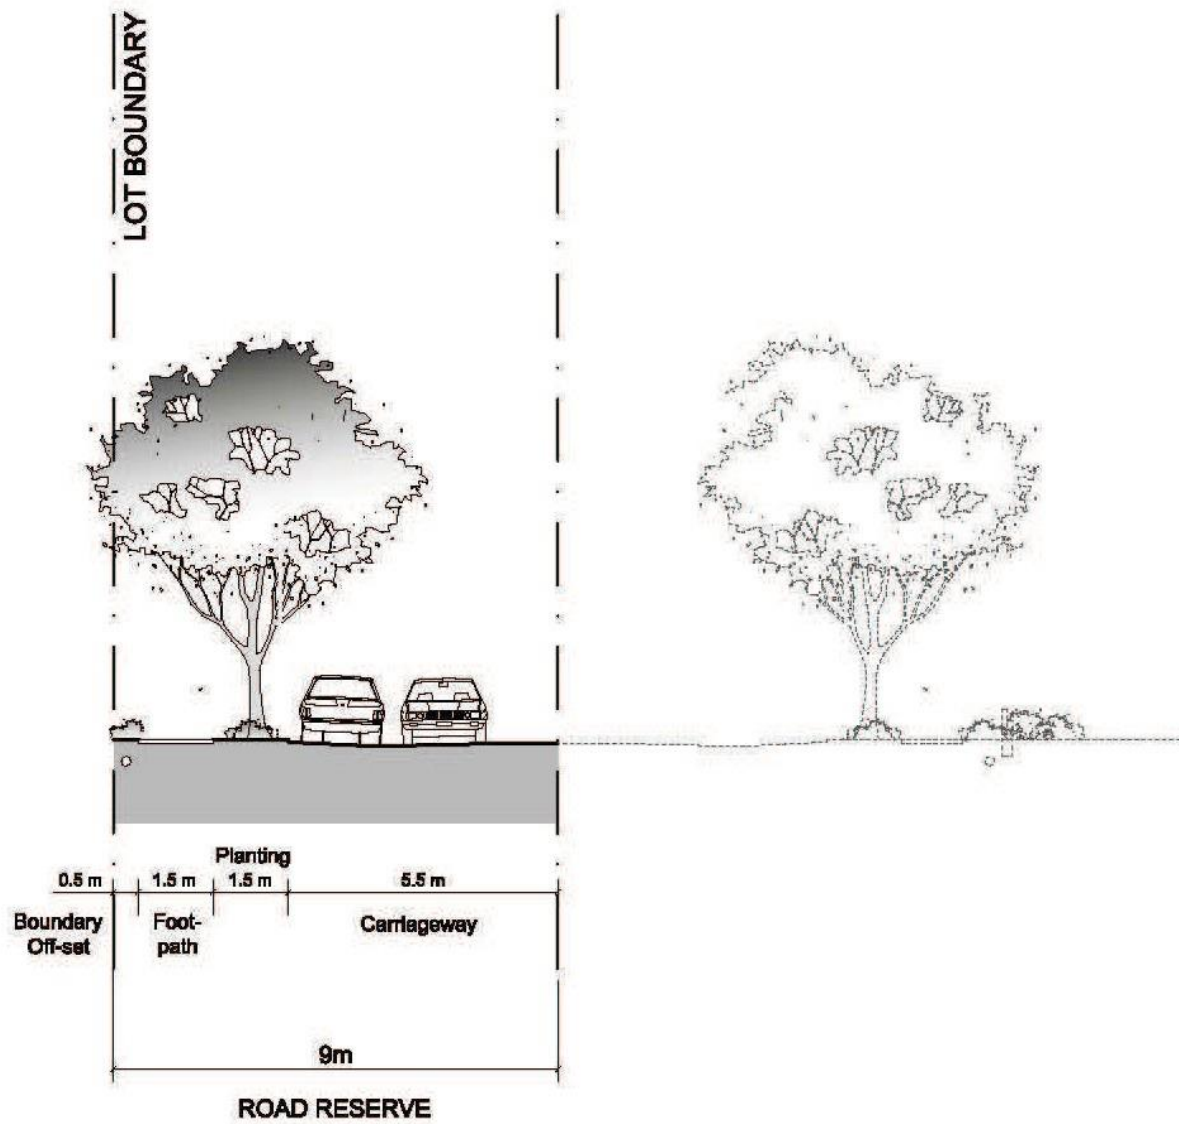 LOT BOUNDARY
Planting
0.5 m 1.5 m 1.5 m 5.5 m
Boundary Foot- Carriageway
Off-set path
9m
ROAD RESERVE